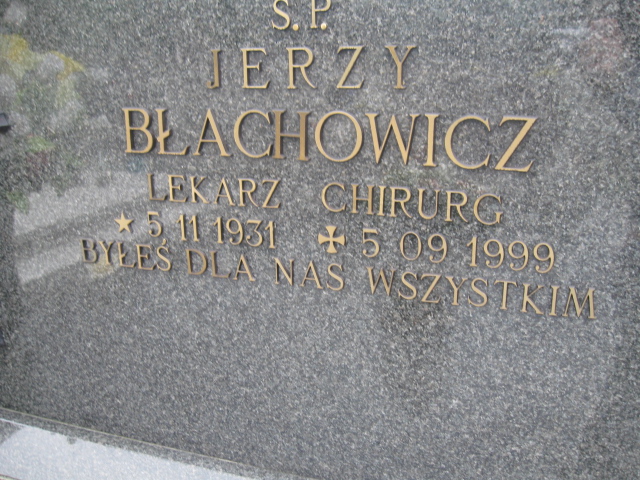 Ś.P.
JERZY
BŁACHOWICZ
LEKARZ CHIRURG
★ 5 11 1931 ✠ 5 09 1999
BYŁEŚ DLA NAS WSZYSTKIM